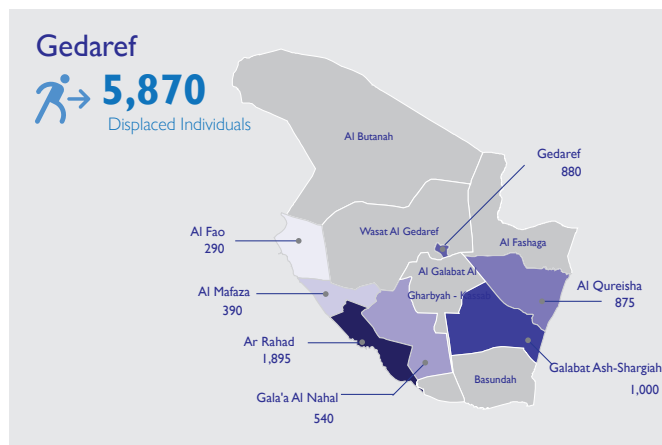 Gedaref
5,870
Displaced Individuals
Al Butanah
Gedaref
880
Al Fao
290
Wasat Al Gedaref
Al Fashaga
Al Galabat Al
Gharbyah - Kassab
Al Mafaza
390
Al Qureisha
875
Ar Rahad
1,895
Galabat Ash-Shargiah
1,000
Basundah
Gala'a Al Nahal
540